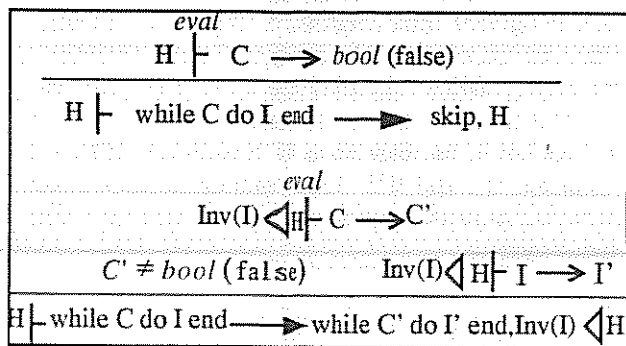 eval
H ⊢ C ⟶ bool (false)
H ⊢ while C do I end ⟶ skip, H
eval
Inv(I) ◁ H ⊢ C ⟶ C'
C' ≠ bool (false) Inv(I) ◁ H ⊢ I ⟶ I'
H ⊢ while C do I end ⟶ while C' do I' end, Inv(I) ◁ H